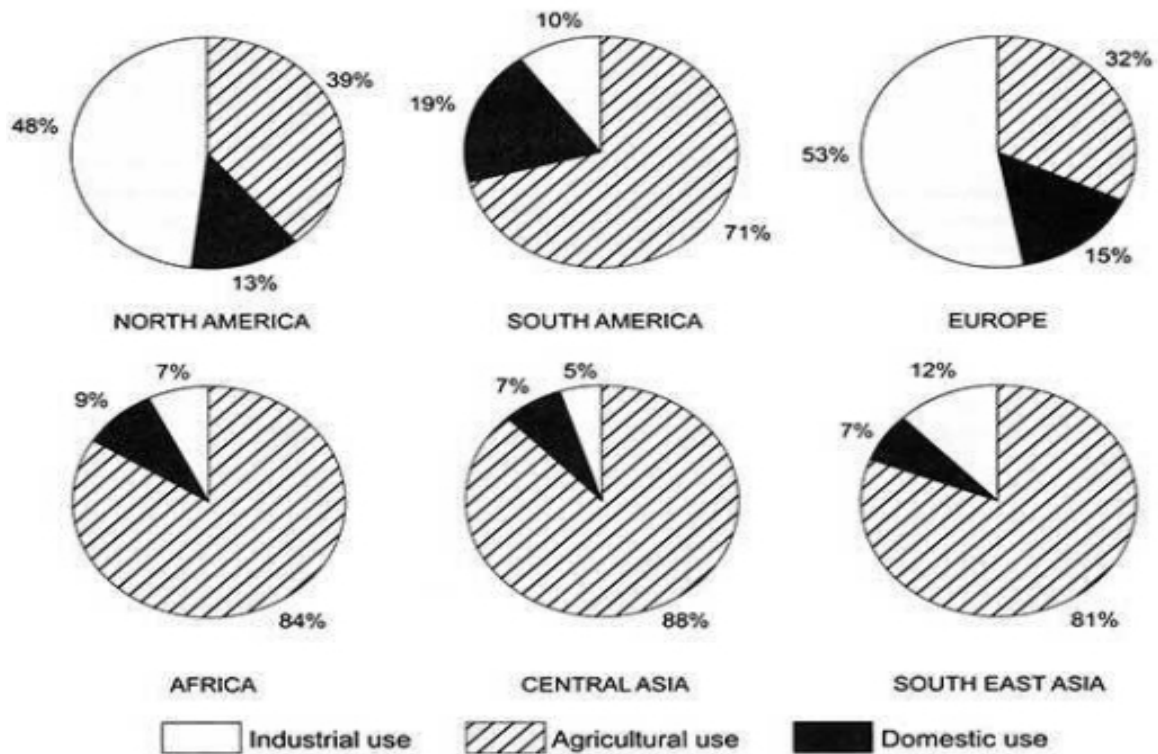 10%
39%
32%
48%
19%
53%
71%
13%
15%
NORTH AMERICA
SOUTH AMERICA
EUROPE
7%
5%
12%
9%
7%
7%
84%
88%
81%
AFRICA
CENTRAL ASIA
SOUTH EAST ASIA
Industrial use
Agricultural use
Domestic use